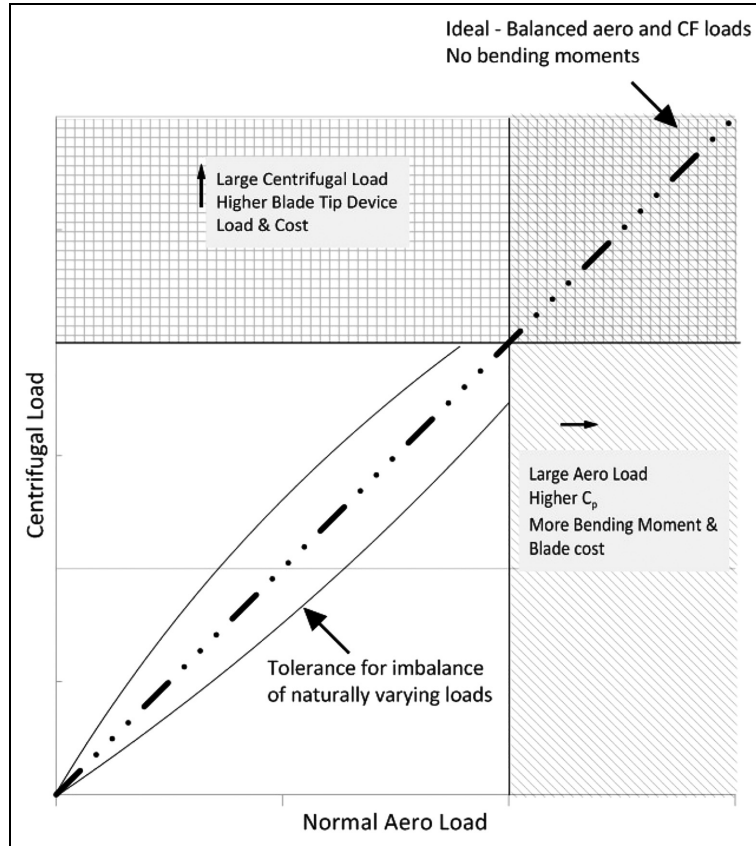 Ideal - Balanced aero and CF loads
No bending moments
Large Centrifugal Load
Higher Blade Tip Device
Load & Cost
Centrifugal Load
Large Aero Load
Higher Cp
More Bending Moment &
Blade cost
Tolerance for imbalance
of naturally varying loads
Normal Aero Load